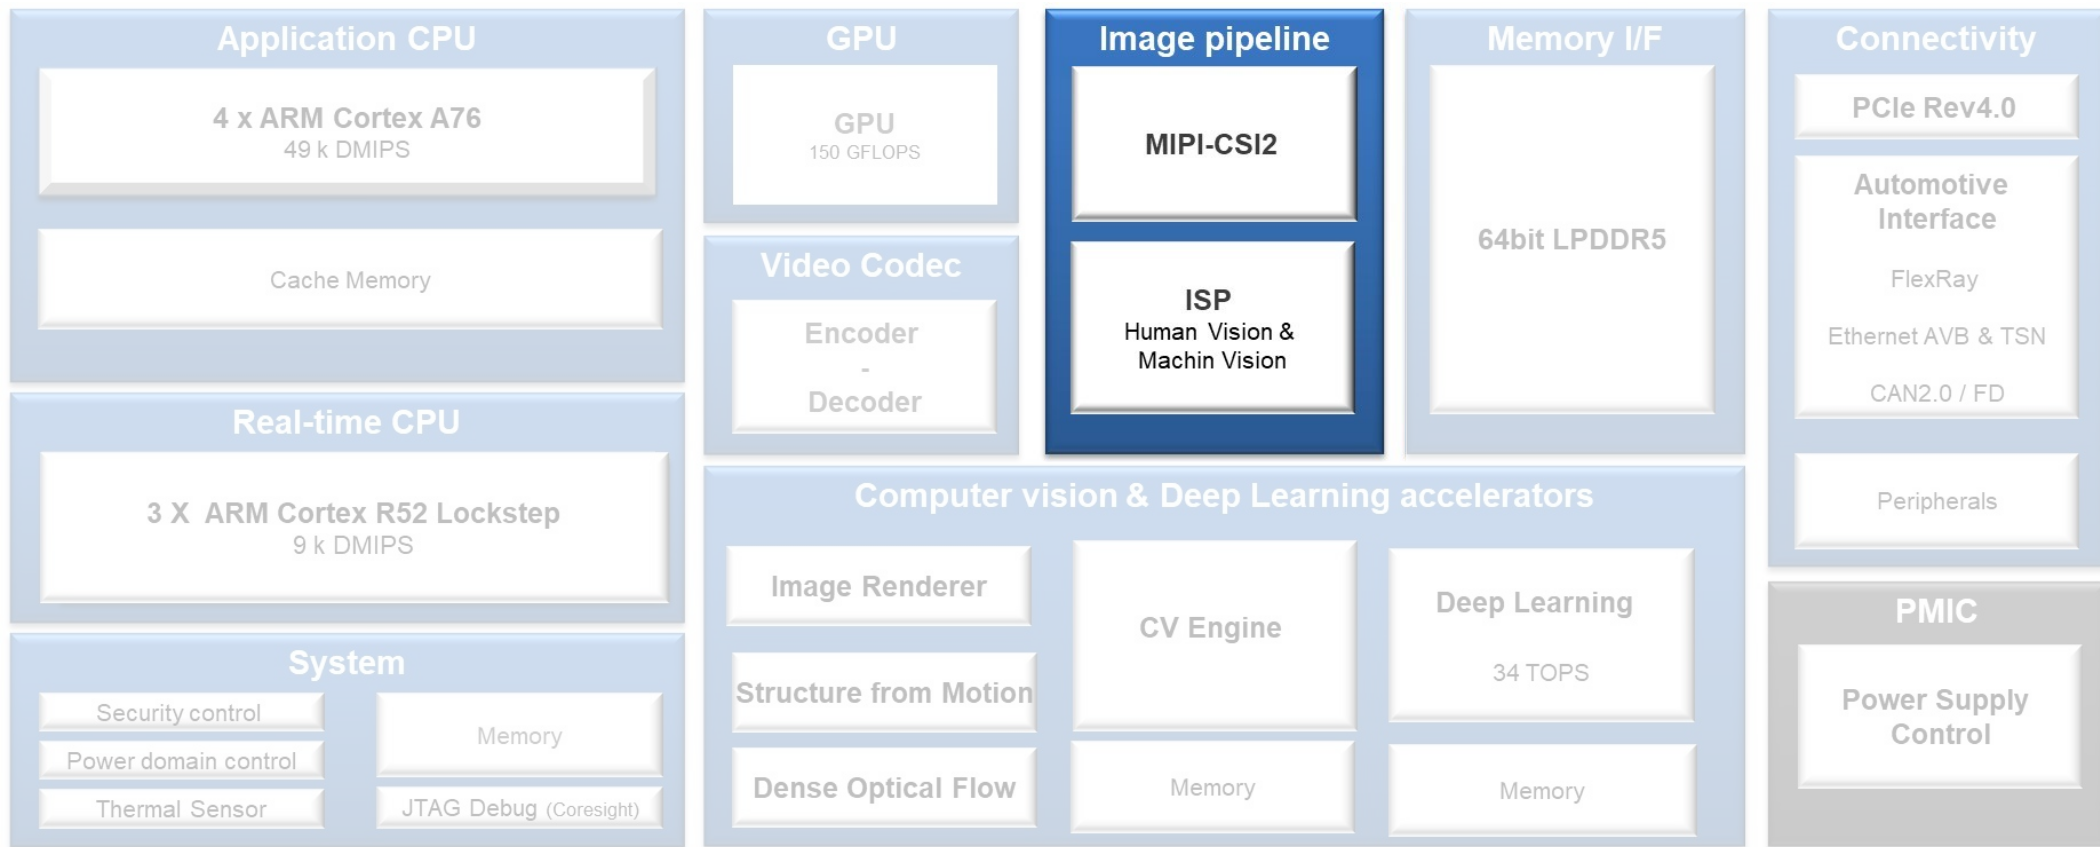 Application CPU
4 x ARM Cortex A76
49 k DMIPS
Cache Memory
Real-time CPU
3 X ARM Cortex R52 Lockstep
9 k DMIPS
System
Security control
Power domain control
Thermal Sensor
Memory
JTAG Debug (Coresight)
GPU
GPU
150 GFLOPS
Video Codec
Encoder
-
Decoder
Image pipeline
MIPI-CSI2
ISP
Human Vision &
Machin Vision
Memory I/F
64bit LPDDR5
Computer vision & Deep Learning accelerators
Image Renderer
Structure from Motion
Dense Optical Flow
CV Engine
Memory
Deep Learning
34 TOPS
Memory
Connectivity
PCIe Rev4.0
Automotive
Interface
FlexRay
Ethernet AVB & TSN
CAN2.0 / FD
Peripherals
PMIC
Power Supply
Control